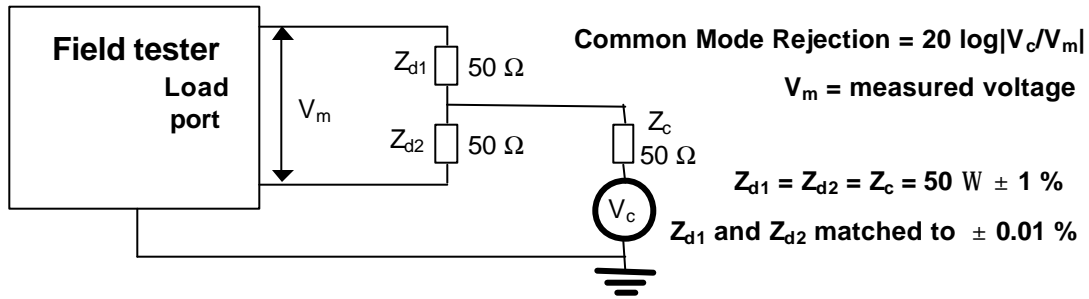 Field tester
Load
port
V_m
Z_d1
50 Ω
Z_d2
50 Ω
Z_c
50 Ω
V_c
Common Mode Rejection = 20 log|V_c/V_m|
V_m = measured voltage
Z_d1 = Z_d2 = Z_c = 50 W ± 1 %
Z_d1 and Z_d2 matched to ± 0.01 %